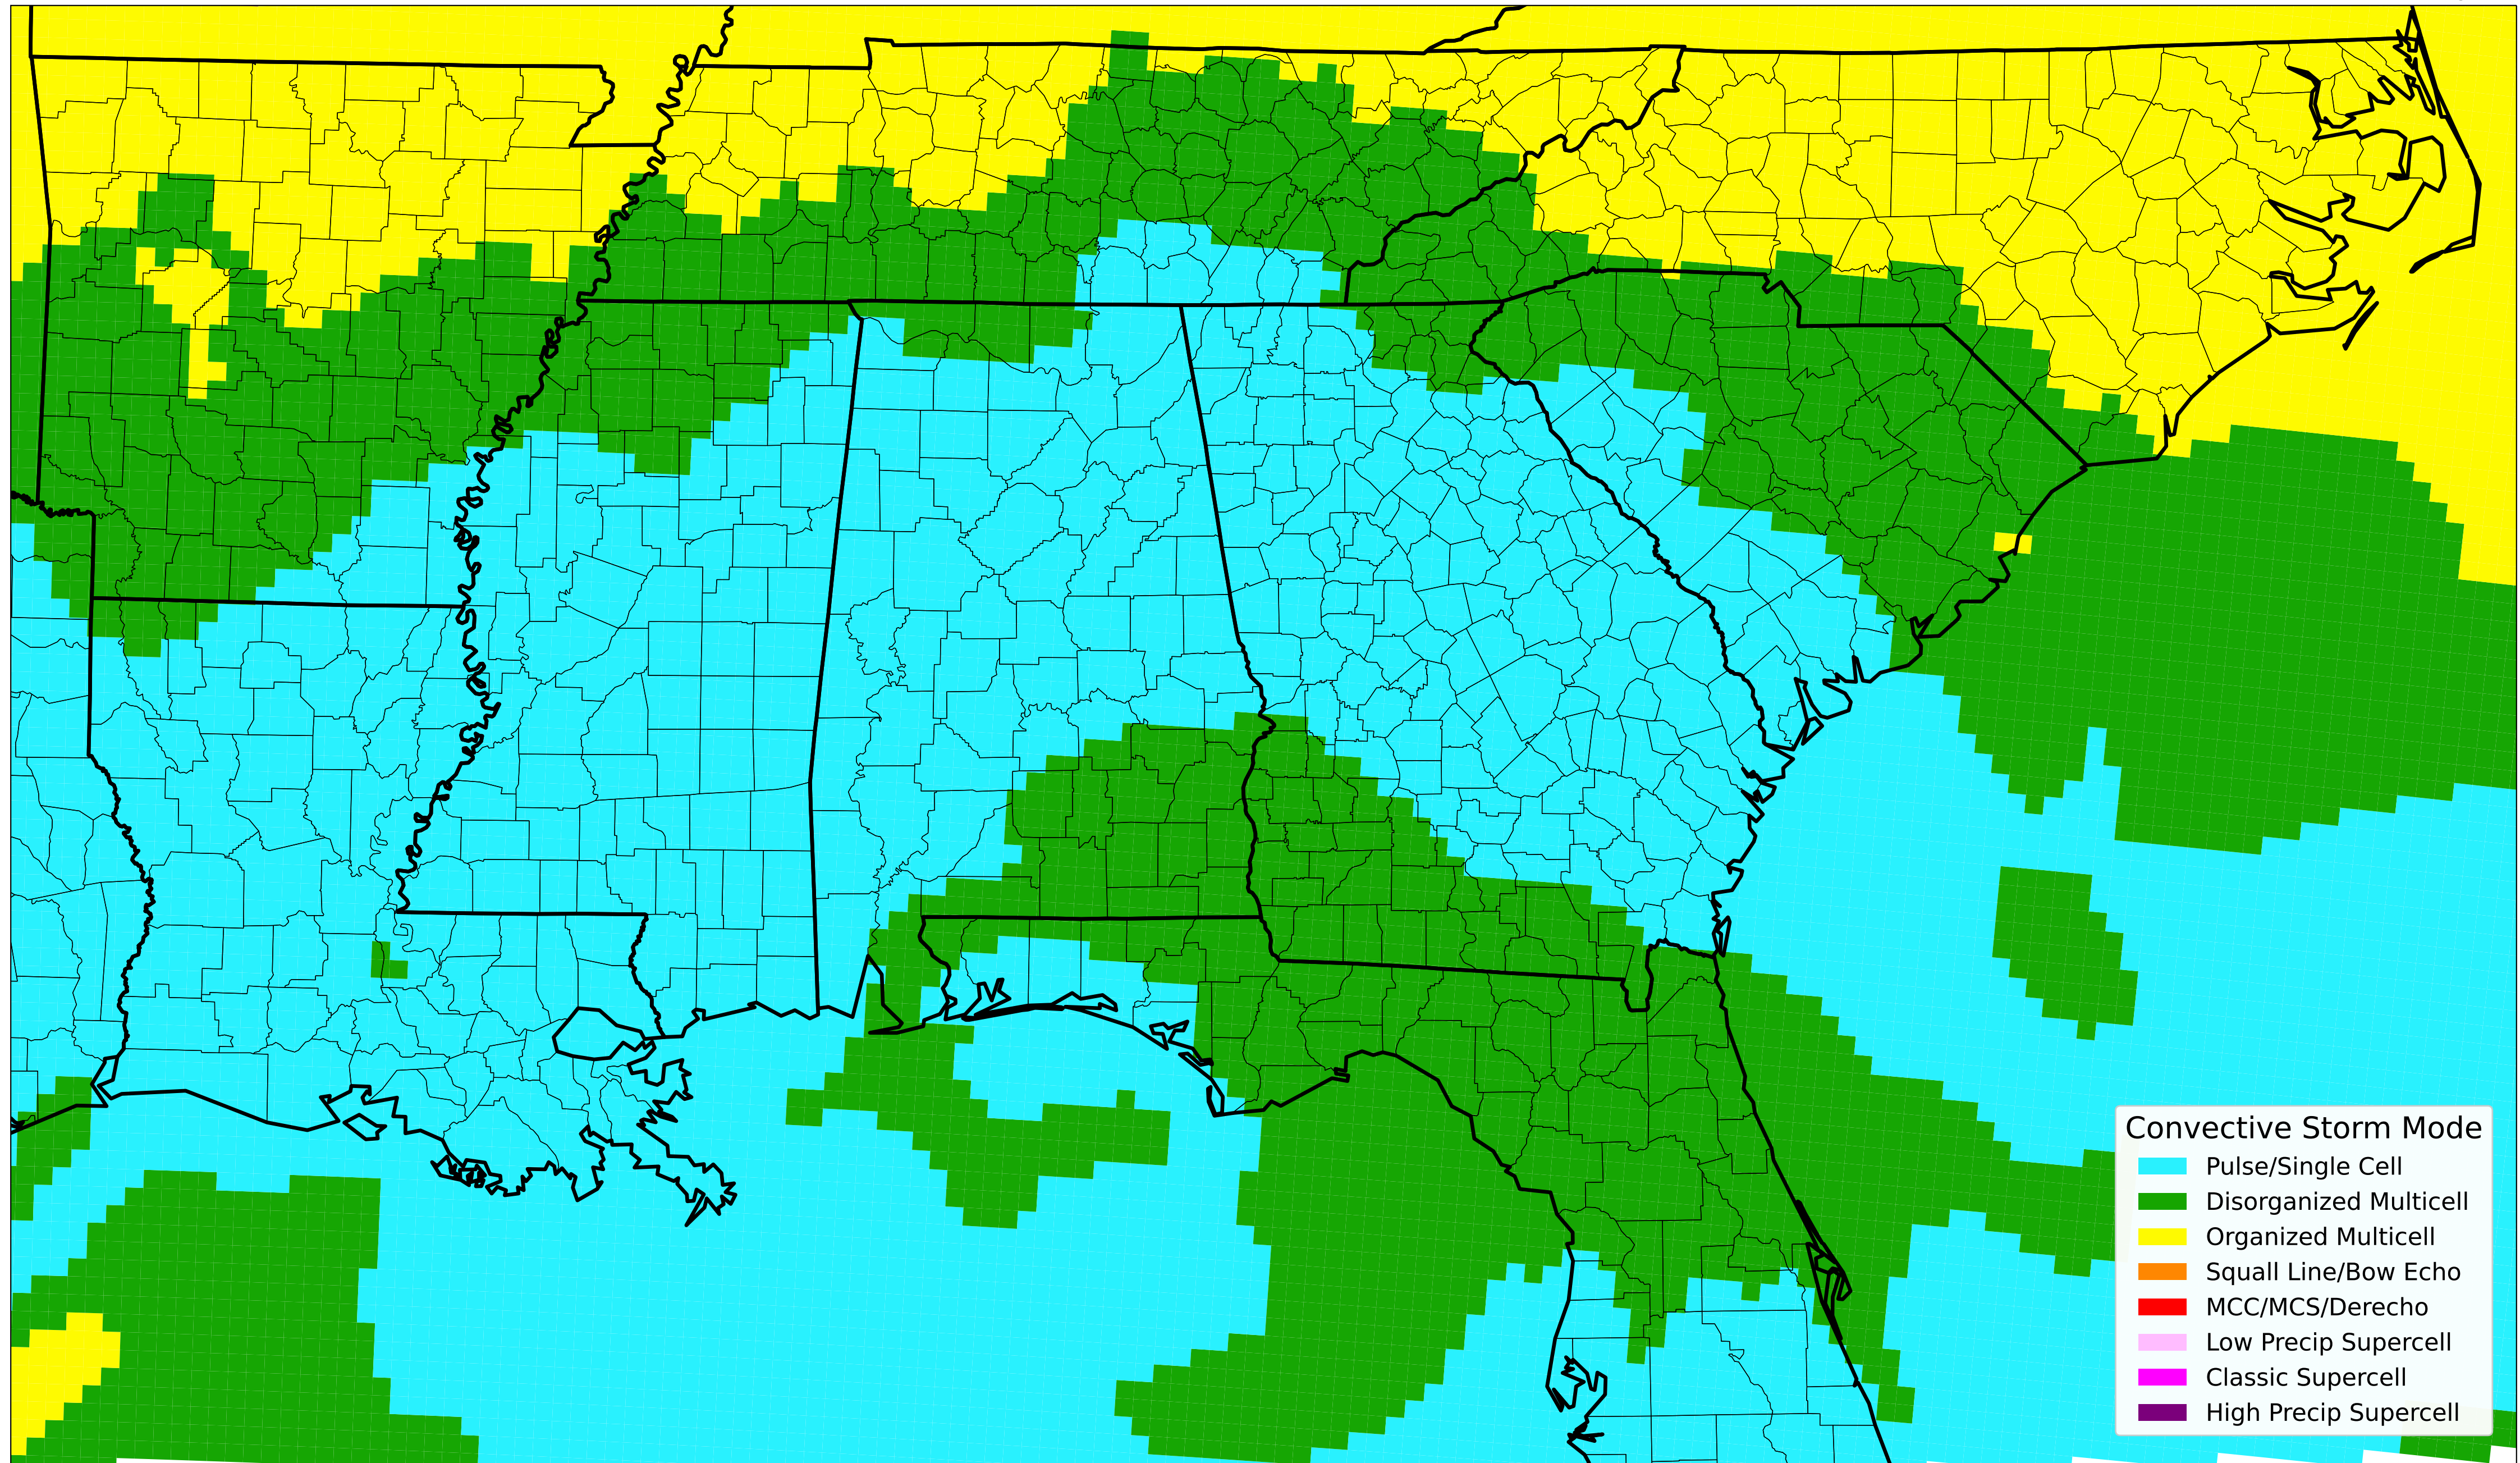 Convective Storm Mode
Pulse/Single Cell
Disorganized Multicell
Organized Multicell
Squall Line/Bow Echo
MCC/MCS/Derecho
Low Precip Supercell
Classic Supercell
High Precip Supercell